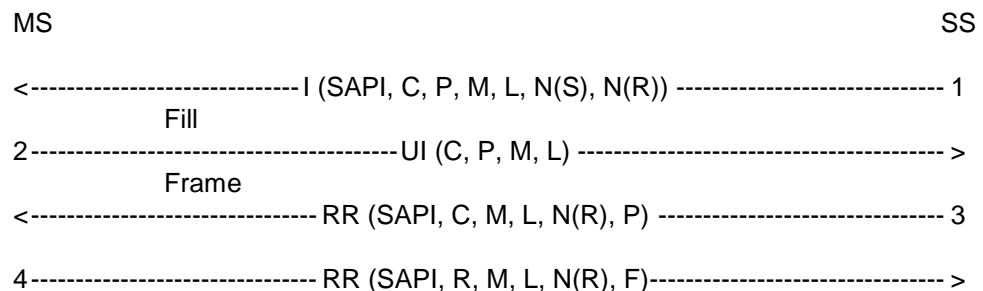 MS SS
<------------------------------ I (SAPI, C, P, M, L, N(S), N(R)) ------------------------------ 1
Fill
2-----------------------------------------UI (C, P, M, L) ----------------------------------------- >
Frame
<-------------------------------- RR (SAPI, C, M, L, N(R), P) -------------------------------- 3
4-------------------------------- RR (SAPI, R, M, L, N(R), F)--------------------------------- >